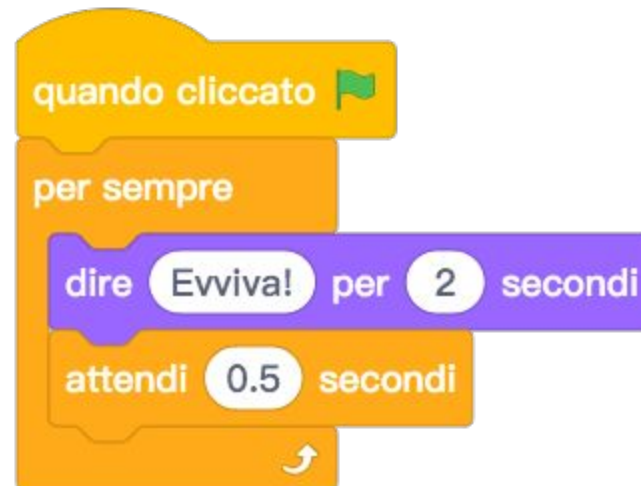 quando cliccato
per sempre
dire Evviva! per 2 secondi
attendi 0.5 secondi